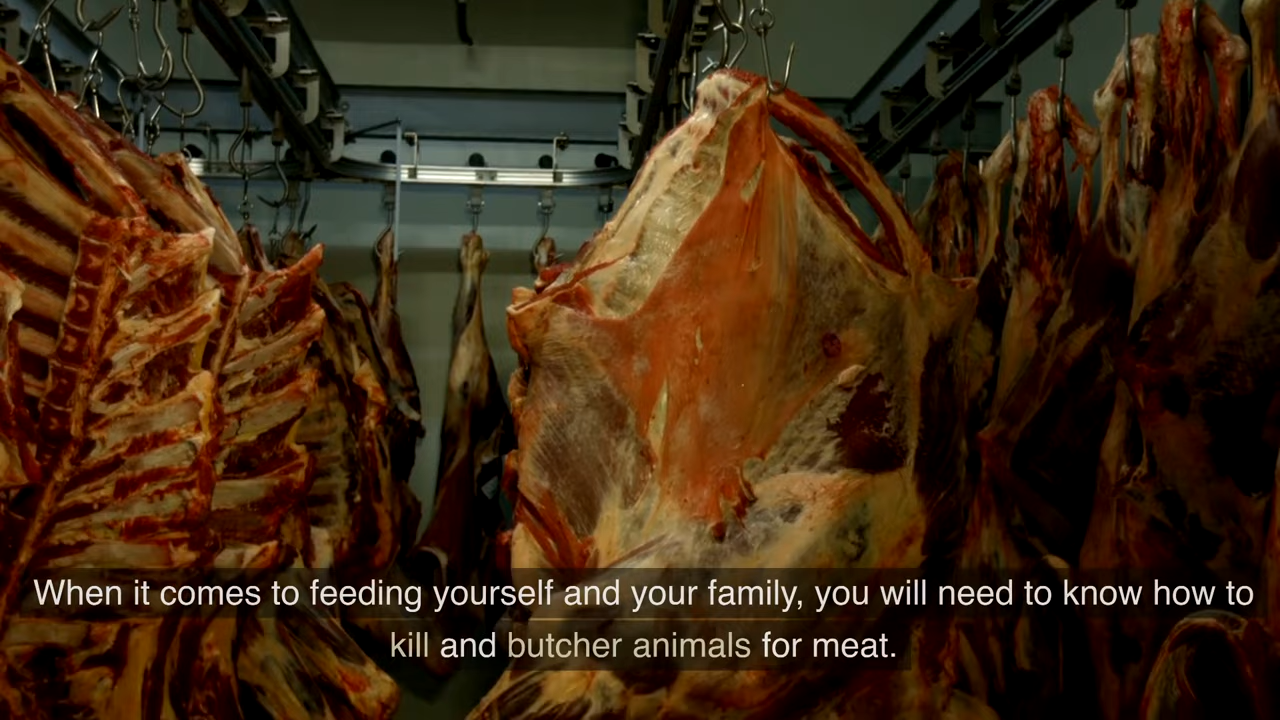 When it comes to feeding yourself and your family, you will need to know how to
kill and butcher animals for meat.